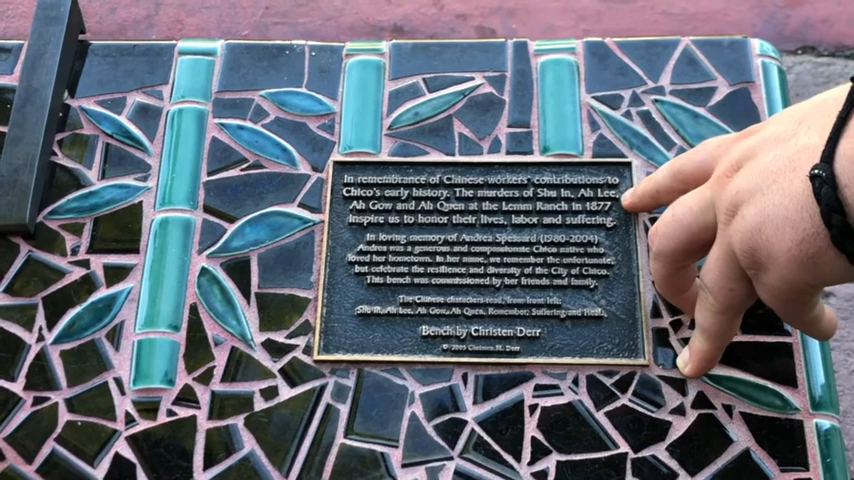 In remembrance of Chinese workers' contributions to
Chico's early history. The murders of Shu In, Ah Lee,
Ah Gow and Ah Quen at the Lemm Ranch in 1877
inspire us to honor their lives, labor and suffering.
In loving memory of Andrea Spessard (1980-2004)
Andrea was a generous and compassionate Chico native who
loved her hometown. In her name, we remember the unfortunate,
but celebrate the resilience and diversity of the City of Chico.
This bench was commissioned by her friends and family.
The Chinese characters read, from front left:
Shu In, Ah Lee, Ah Gow, Ah Quen, Remember, Suffering and Heals.
Bench by Christen Derr
© 2005 Christen M. Derr